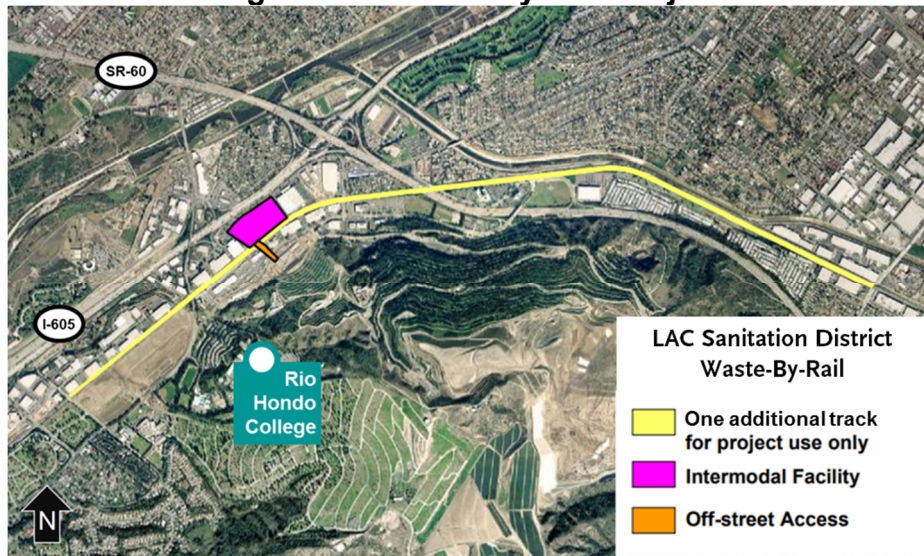 SR-60
I-605
Rio
Hondo
College
N
LAC Sanitation District
Waste-By-Rail
One additional track
for project use only
Intermodal Facility
Off-street Access